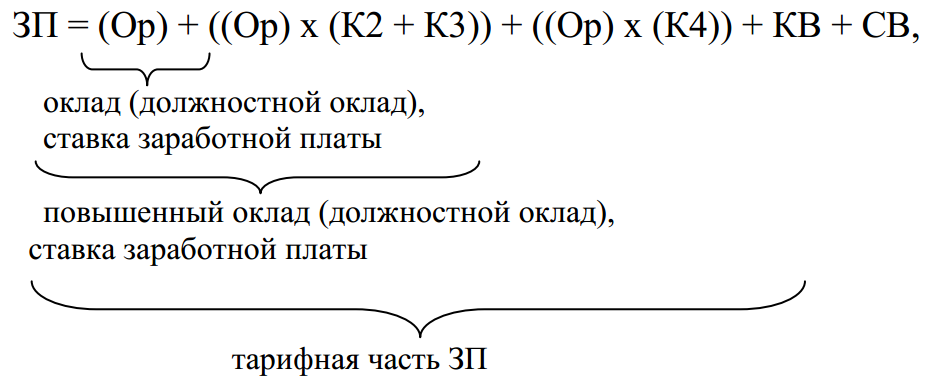 ЗП = (Ор) + ((Ор) х (К2 + К3)) + ((Ор) х (К4)) + КВ + СВ,
оклад (должностной оклад),
ставка заработной платы
повышенный оклад (должностной оклад),
ставка заработной платы
тарифная часть ЗП